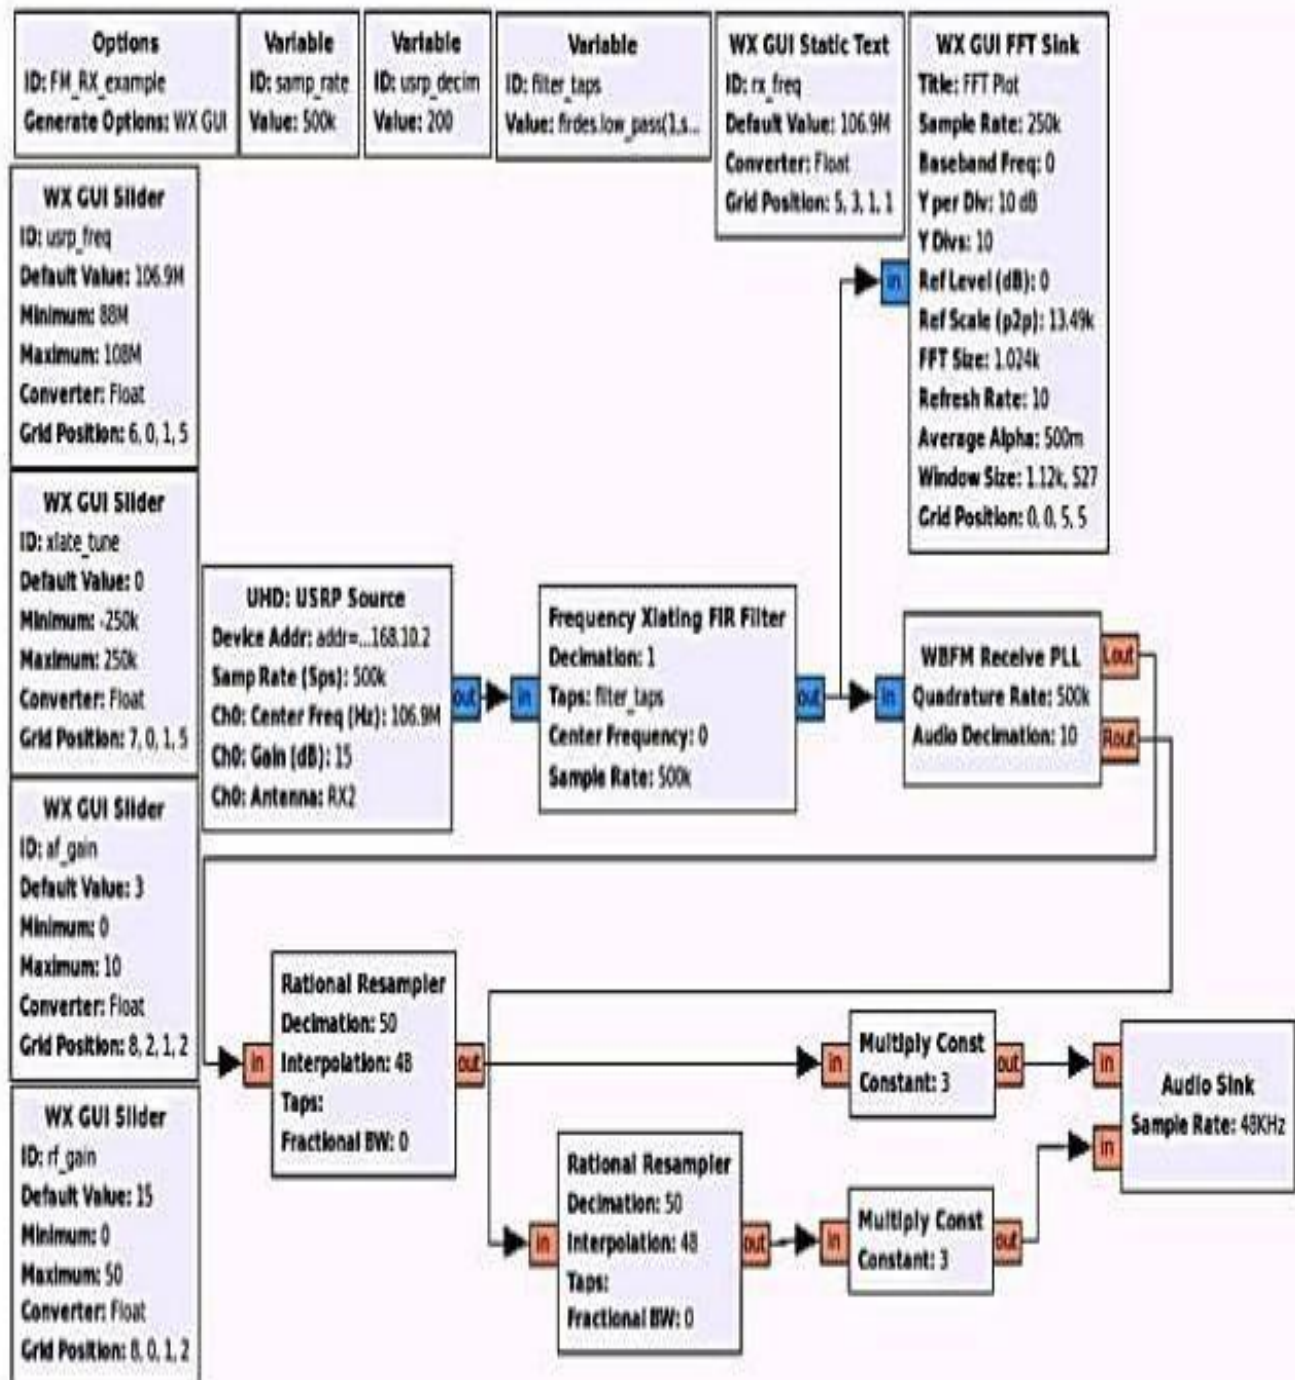 Options
ID: FM_RX_example
Generate Options: WX GUI
Variable
ID: samp_rate
Value: 500k
Variable
ID: usrp_decim
Value: 200
Variable
ID: filter_taps
Value: firdes.low_pass(1,s...
WX GUI Static Text
ID: rx_freq
Default Value: 106.9M
Converter: Float
Grid Position: 5, 3, 1, 1
WX GUI FFT Sink
Title: FFT Plot
Sample Rate: 250k
Baseband Freq: 0
Y per Div: 10 dB
Y Divs: 10
Ref Level (dB): 0
Ref Scale (p2p): 13.49k
FFT Size: 1.024k
Refresh Rate: 10
Average Alpha: 500m
Window Size: 1.12k, 527
Grid Position: 0, 0, 5, 5
in
WX GUI Slider
ID: usrp_freq
Default Value: 106.9M
Minimum: 88M
Maximum: 108M
Converter: Float
Grid Position: 6, 0, 1, 5
WX GUI Slider
ID: xlate_tune
Default Value: 0
Minimum: -250k
Maximum: 250k
Converter: Float
Grid Position: 7, 0, 1, 5
WX GUI Slider
ID: af_gain
Default Value: 3
Minimum: 0
Maximum: 10
Converter: Float
Grid Position: 8, 2, 1, 2
WX GUI Slider
ID: rf_gain
Default Value: 15
Minimum: 0
Maximum: 50
Converter: Float
Grid Position: 8, 0, 1, 2
UHD: USRP Source
Device Addr: addr=...168.10.2
Samp Rate (Sps): 500k
Ch0: Center Freq (Hz): 106.9M
Ch0: Gain (dB): 15
Ch0: Antenna: RX2
out
in
Frequency Xlating FIR Filter
Decimation: 1
Taps: filter_taps
Center Frequency: 0
Sample Rate: 500k
out
in
WBFM Receive PLL
Quadrature Rate: 500k
Audio Decimation: 10
Lout
Rout
in
Rational Resampler
Decimation: 50
Interpolation: 48
Taps:
Fractional BW: 0
out
in
Multiply Const
Constant: 3
out
in
Rational Resampler
Decimation: 50
Interpolation: 48
Taps:
Fractional BW: 0
out
in
Multiply Const
Constant: 3
out
in
in
Audio Sink
Sample Rate: 48KHz